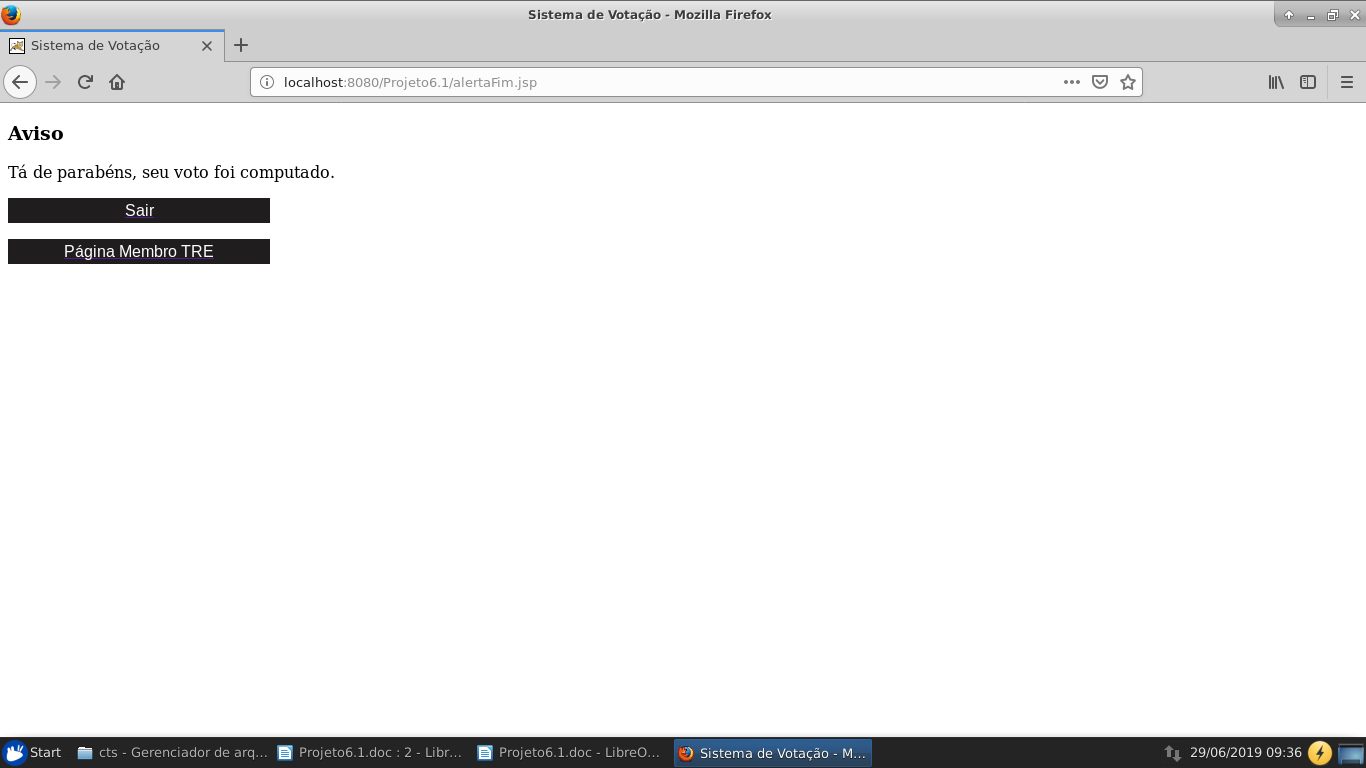 Sistema de Votação - Mozilla Firefox
Sistema de Votação
localhost:8080/Projeto6.1/alertaFim.jsp
Aviso
Tá de parabéns, seu voto foi computado.
Sair
Página Membro TRE
Start cts - Gerenciador de arq... Projeto6.1.doc : 2 - Libr... Projeto6.1.doc - LibreO... Sistema de Votação - M... 29/06/2019 09:36